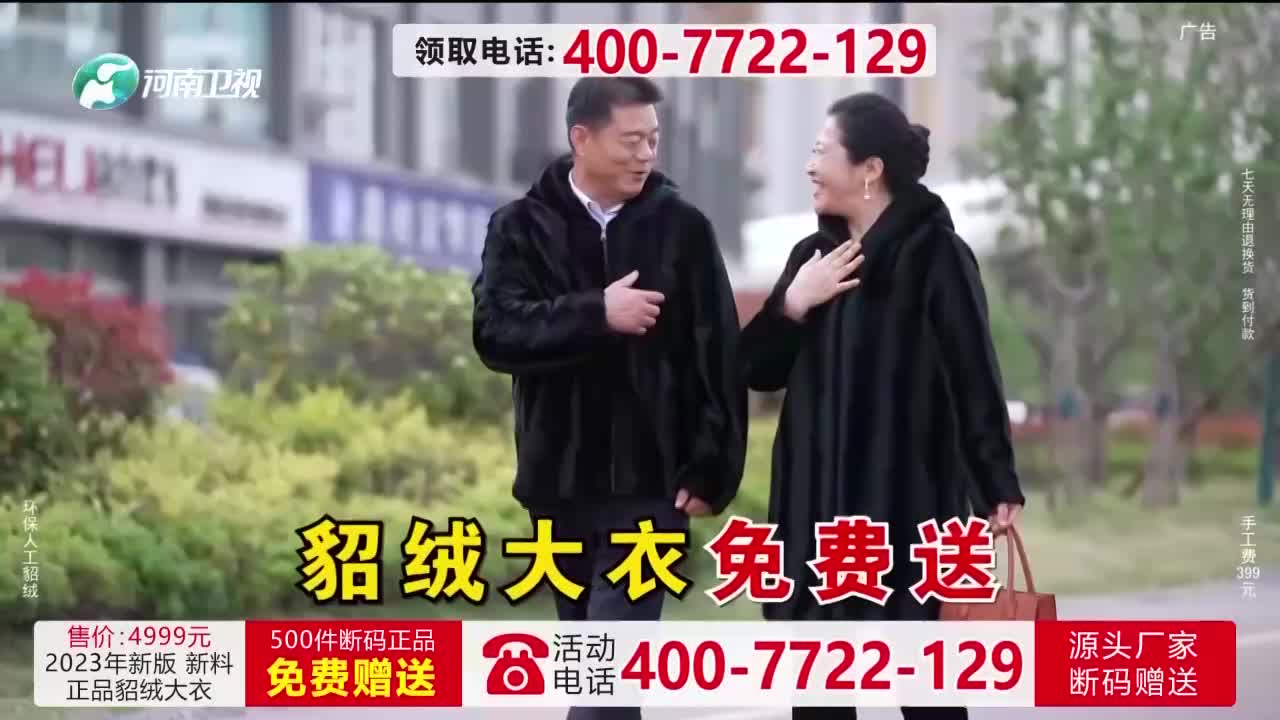 领取电话:400-7722-129
广告
河南卫视
HELI
七天无理由退换货 货到付款
环保人工貂绒
手工费399元
貂绒大衣免费送
售价:4999元
2023年新版 新料
正品貂绒大衣
500件断码正品
免费赠送
活动电话
400-7722-129
源头厂家
断码赠送